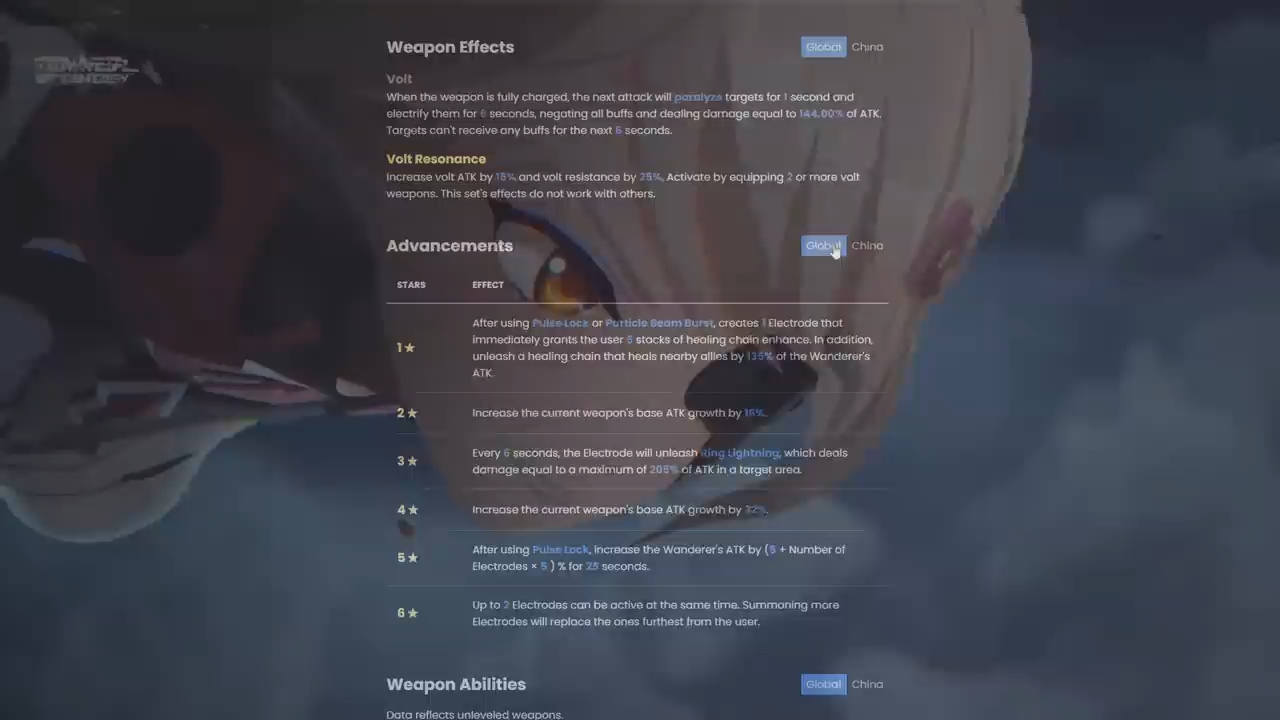 Weapon Effects
Global China
Volt
When the weapon is fully charged, the next attack will paralyze targets for 1 second and
electrify them for 6 seconds, negating all buffs and dealing damage equal to 144.00% of ATK.
Targets can't receive any buffs for the next 6 seconds.
Volt Resonance
Increase volt ATK by 15% and volt resistance by 25%. Activate by equipping 2 or more volt
weapons. This set's effects do not work with others.
Advancements
Global China
STARS EFFECT
1★ After using Pulse Lock or Particle Beam Burst, creates 1 Electrode that
immediately grants the user 5 stacks of healing chain enhance. In addition,
unleash a healing chain that heals nearby allies by 135% of the Wanderer's
ATK.
2★ Increase the current weapon's base ATK growth by 16%.
3★ Every 6 seconds, the Electrode will unleash Ring Lightning, which deals
damage equal to a maximum of 205% of ATK in a target area.
4★ Increase the current weapon's base ATK growth by 32%.
5★ After using Pulse Lock, increase the Wanderer's ATK by (5 + Number of
Electrodes × 5 ) % for 25 seconds.
6★ Up to 2 Electrodes can be active at the same time. Summoning more
Electrodes will replace the ones furthest from the user.
Weapon Abilities
Global China
Data reflects unleveled weapons.